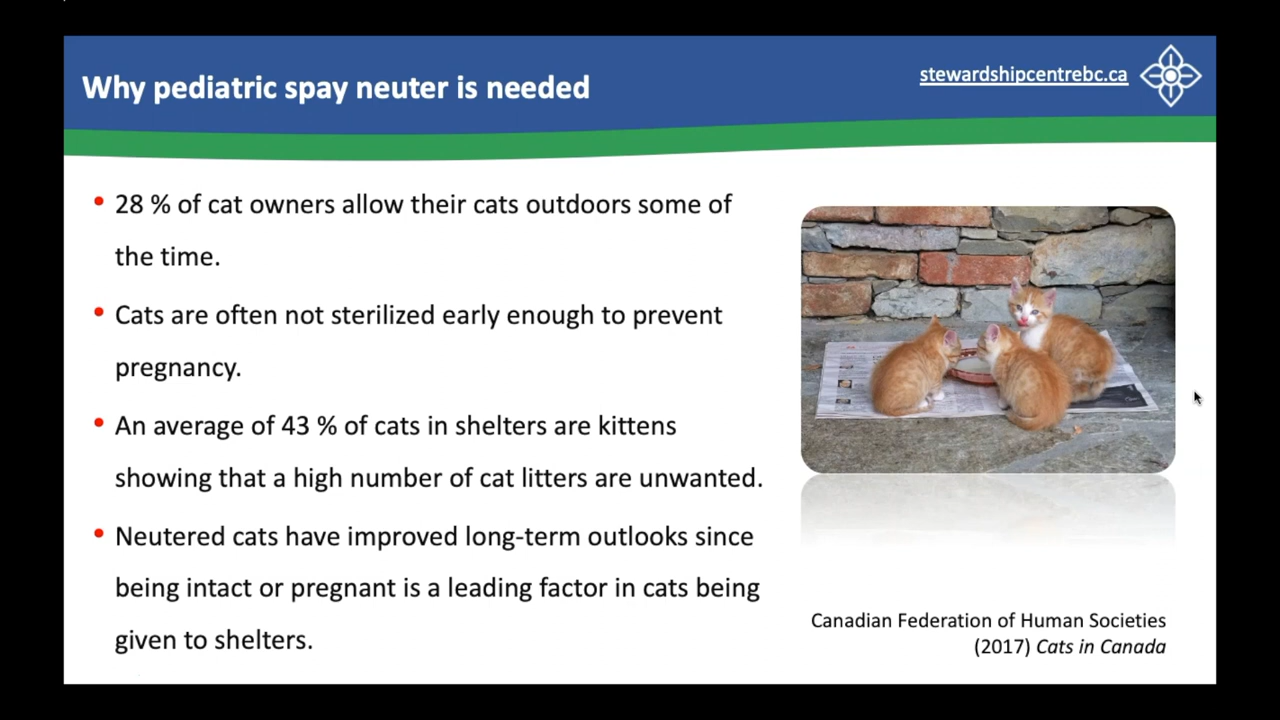 Why pediatric spay neuter is needed
stewardshipcentrebc.ca
• 28 % of cat owners allow their cats outdoors some of
the time.
• Cats are often not sterilized early enough to prevent
pregnancy.
• An average of 43 % of cats in shelters are kittens
showing that a high number of cat litters are unwanted.
• Neutered cats have improved long-term outlooks since
being intact or pregnant is a leading factor in cats being
given to shelters.
Canadian Federation of Human Societies
(2017) Cats in Canada